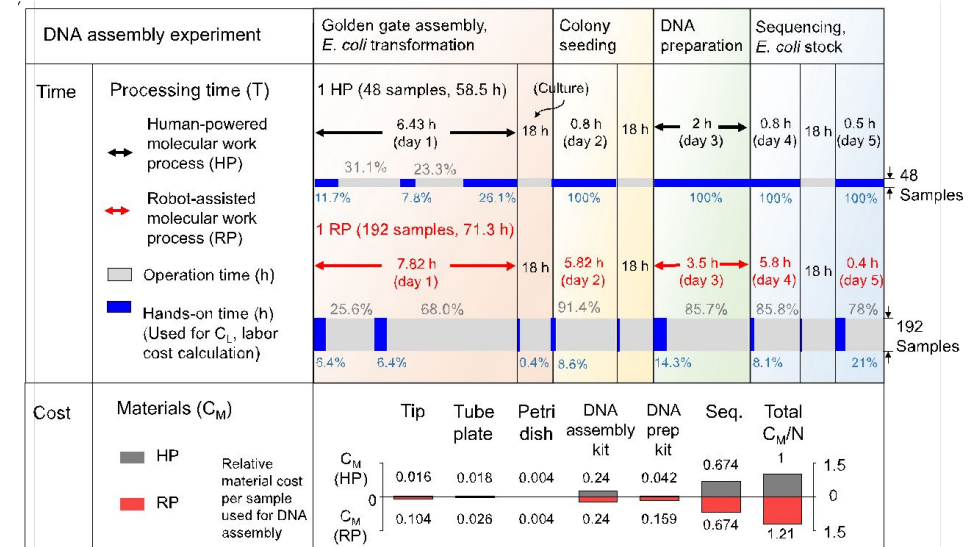 DNA assembly experiment
Golden gate assembly,
E. coli transformation
Colony
seeding
DNA
preparation
Sequencing,
E. coli stock
Time
Processing time (T)
Human-powered
molecular work
process (HP)
Robot-assisted
molecular work
process (RP)
Operation time (h)
Hands-on time (h)
(Used for CL, labor
cost calculation)
1 HP (48 samples, 58.5 h)
(Culture)
6.43 h
(day 1)
18 h
0.8 h
(day 2)
18 h
2 h
(day 3)
0.8 h
(day 4)
18 h
0.5 h
(day 5)
31.1%
23.3%
48
Samples
11.7%
7.8%
26.1%
100%
100%
100%
100%
1 RP (192 samples, 71.3 h)
7.82 h
(day 1)
18 h
5.82 h
(day 2)
18 h
3.5 h
(day 3)
5.8 h
(day 4)
18 h
0.4 h
(day 5)
25.6%
68.0%
91.4%
85.7%
85.8%
78%
192
Samples
6.4%
6.4%
0.4%
8.6%
14.3%
8.1%
21%
Cost
Materials (CM)
HP
RP
Relative
material cost
per sample
used for DNA
assembly
Tip
Tube
plate
Petri
dish
DNA
assembly
kit
DNA
prep
kit
Seq.
Total
CM/N
CM
(HP)
0.016
0.018
0.004
0.24
0.042
0.674
1
1.5
0
0
CM
(RP)
0.104
0.026
0.004
0.24
0.159
0.674
1.21
1.5